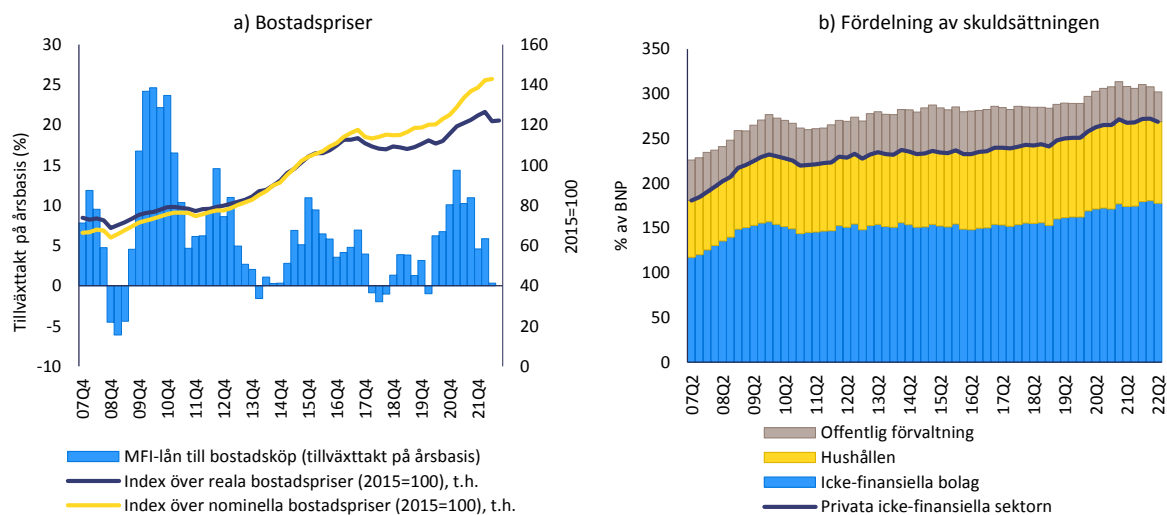 a) Bostadspriser
Tillväxttakt på årsbasis (%)
30
25
20
15
10
5
0
-5
-10
160
140
120
100
80
60
40
20
0
2015=100
07Q4
08Q4
09Q4
10Q4
11Q4
12Q4
13Q4
14Q4
15Q4
16Q4
17Q4
18Q4
19Q4
20Q4
21Q4
MFI-lån till bostadsköp (tillväxttakt på årsbasis)
Index över reala bostadspriser (2015=100), t.h.
Index över nominella bostadspriser (2015=100), t.h.
b) Fördelning av skuldsättningen
% av BNP
350
300
250
200
150
100
50
0
07Q2
08Q2
09Q2
10Q2
11Q2
12Q2
13Q2
14Q2
15Q2
16Q2
17Q2
18Q2
19Q2
20Q2
21Q2
22Q2
Offentlig förvaltning
Hushållen
Icke-finansiella bolag
Privata icke-finansiella sektorn